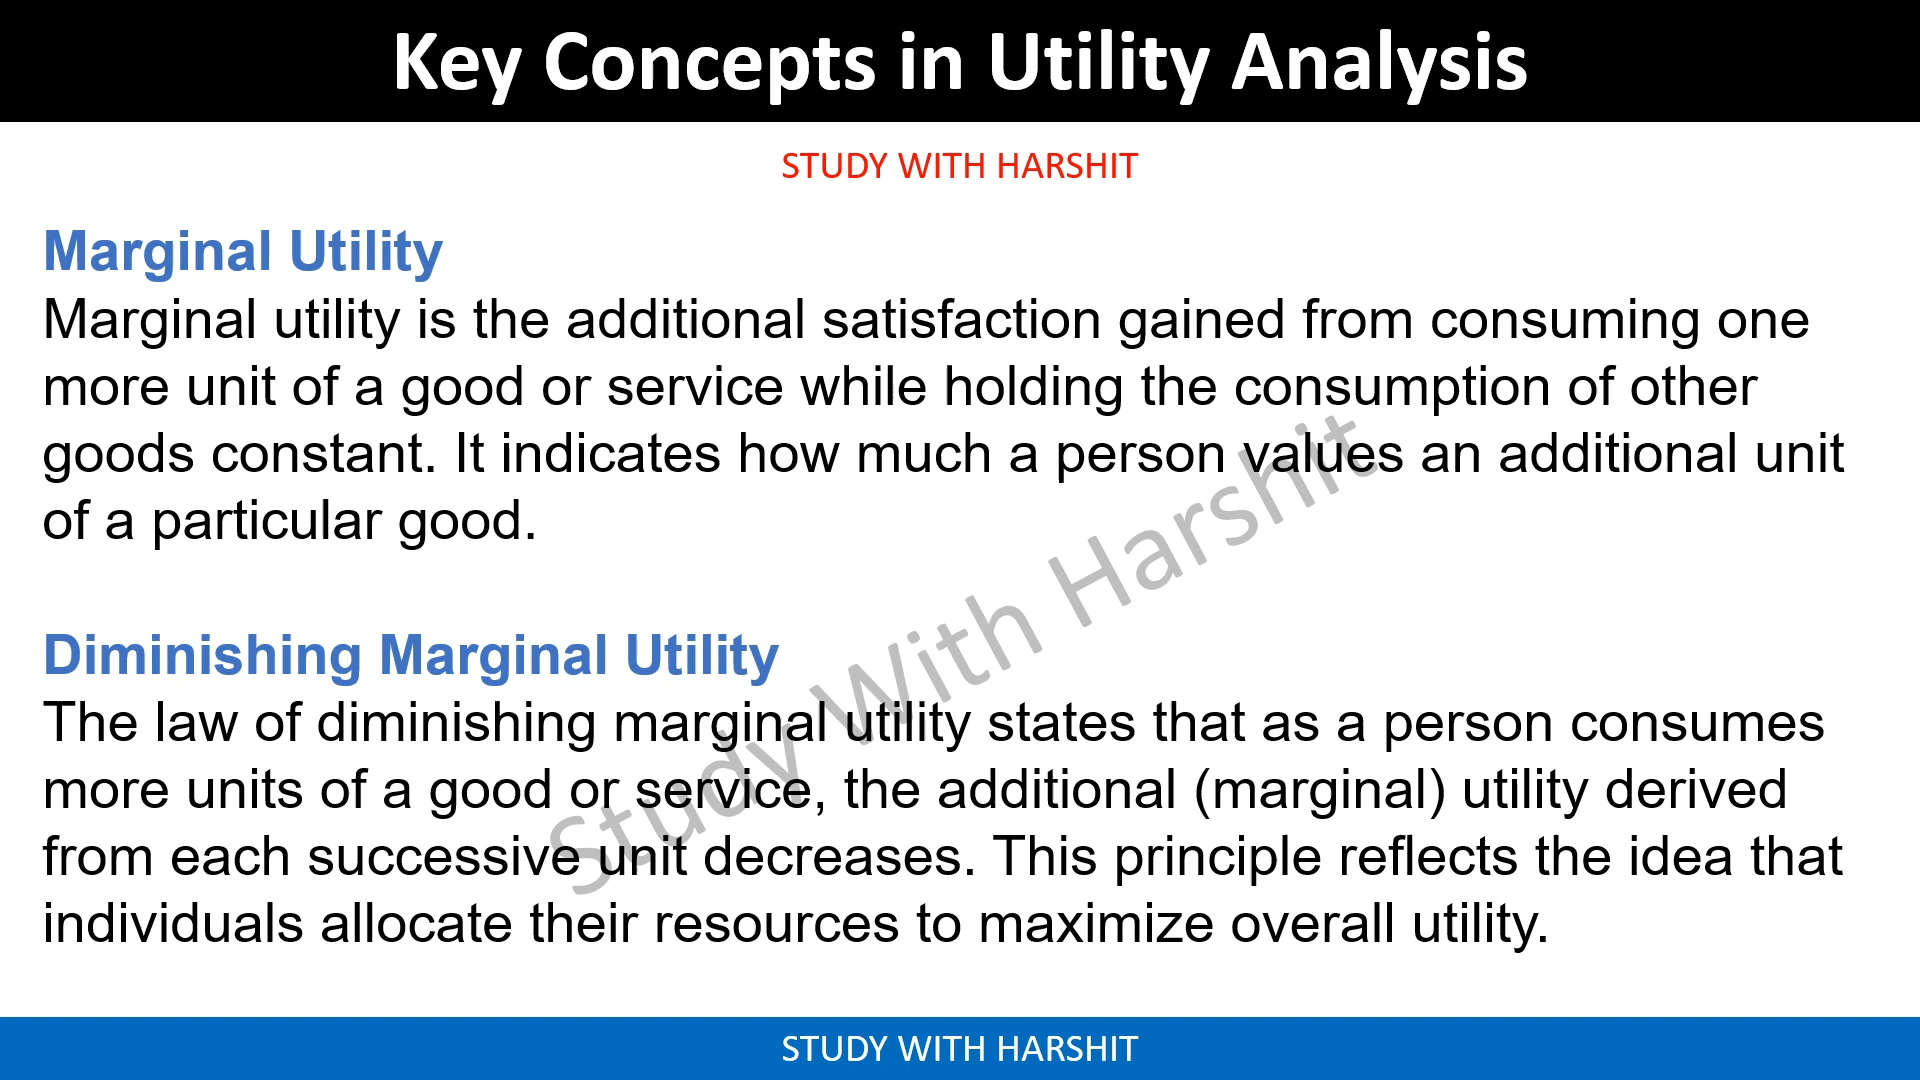 Key Concepts in Utility Analysis
STUDY WITH HARSHIT
Marginal Utility
Marginal utility is the additional satisfaction gained from consuming one
more unit of a good or service while holding the consumption of other
goods constant. It indicates how much a person values an additional unit
of a particular good.
Diminishing Marginal Utility
The law of diminishing marginal utility states that as a person consumes
more units of a good or service, the additional (marginal) utility derived
from each successive unit decreases. This principle reflects the idea that
individuals allocate their resources to maximize overall utility.
Study With Harshit
STUDY WITH HARSHIT